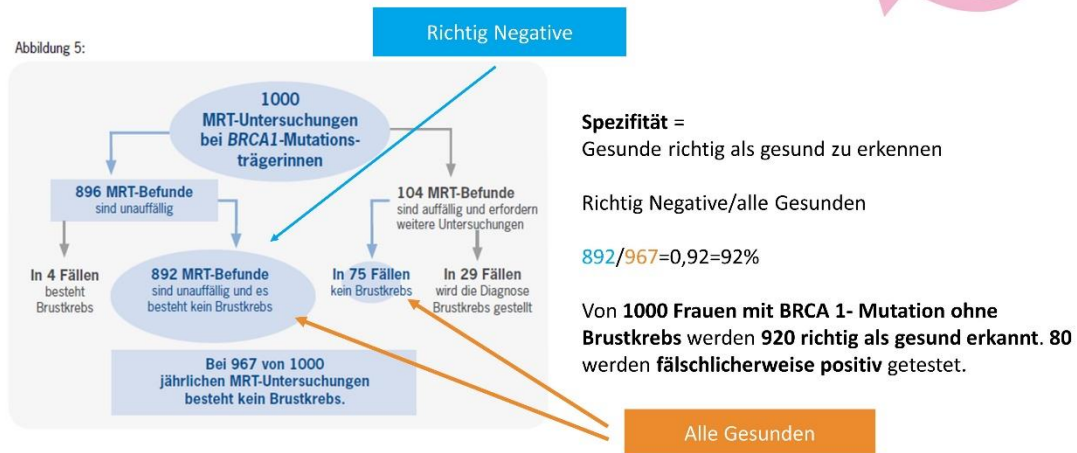 Richtig Negative
Abbildung 5:
1000
MRT-Untersuchungen
bei BRCA1-Mutations-
trägerinnen
896 MRT-Befunde
sind unauffällig
104 MRT-Befunde
sind auffällig und erfordern
weitere Untersuchungen
In 4 Fällen
besteht
Brustkrebs
892 MRT-Befunde
sind unauffällig und es
besteht kein Brustkrebs
In 75 Fällen
kein Brustkrebs
In 29 Fällen
wird die Diagnose
Brustkrebs gestellt
Bei 967 von 1000
jährlichen MRT-Untersuchungen
besteht kein Brustkrebs.
Spezifität =
Gesunde richtig als gesund zu erkennen
Richtig Negative/alle Gesunden
892/967=0,92=92%
Von 1000 Frauen mit BRCA 1- Mutation ohne
Brustkrebs werden 920 richtig als gesund erkannt. 80
werden fälschlicherweise positiv getestet.
Alle Gesunden